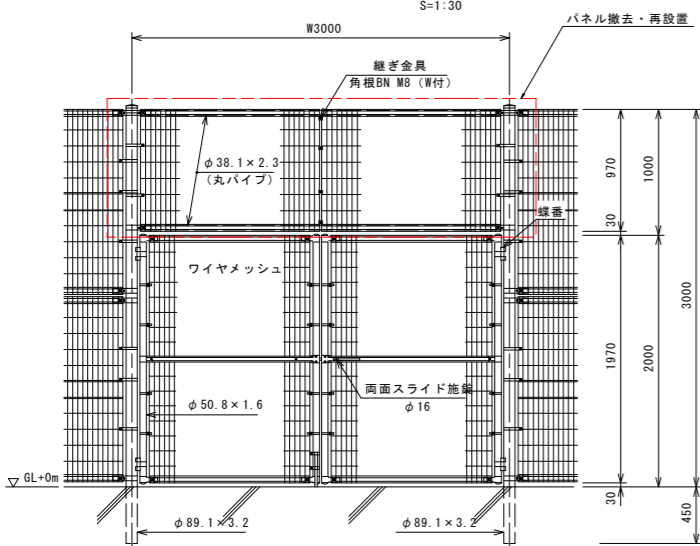 S=1:30
パネル撤去・再設置
W3000
継ぎ金具
角根BN M8 (W付)
φ38.1×2.3
(丸パイプ)
970
1000
30
蝶番
ワイヤメッシュ
3000
1970
2000
両面スライド施錠
φ16
φ50.8×1.6
GL+0m
30
450
φ89.1×3.2
φ89.1×3.2